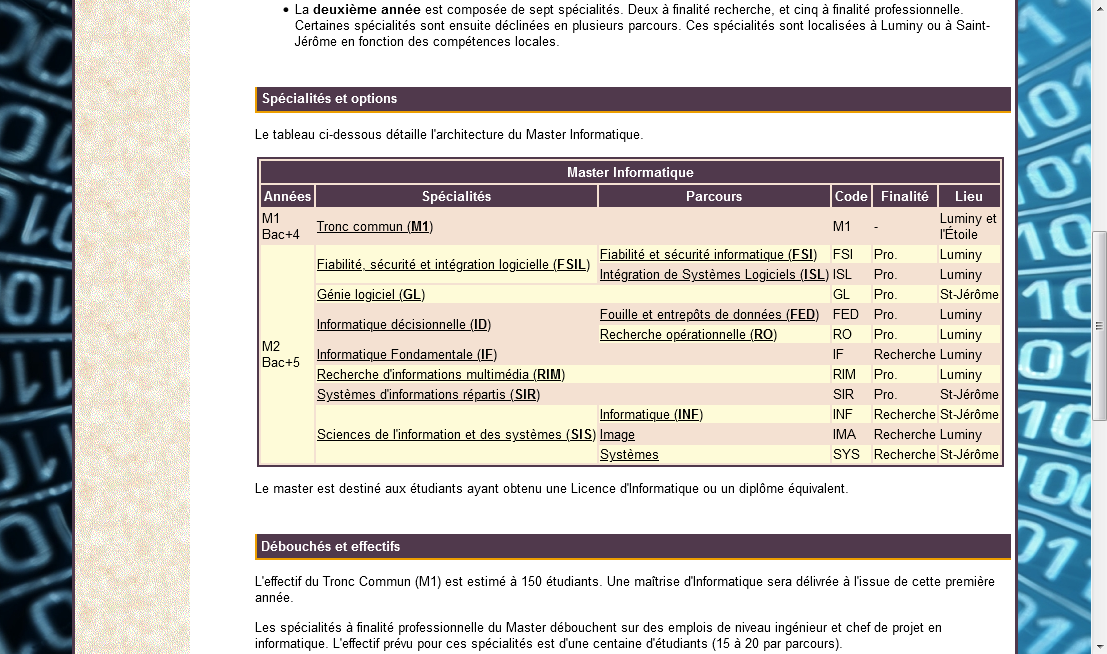 La deuxième année est composée de sept spécialités. Deux à finalité recherche, et cinq à finalité professionnelle.
Certaines spécialités sont ensuite déclinées en plusieurs parcours. Ces spécialités sont localisées à Luminy ou à Saint-
Jérôme en fonction des compétences locales.
Spécialités et options
Le tableau ci-dessous détaille l'architecture du Master Informatique.
Master Informatique
Années Spécialités Parcours Code Finalité Lieu
M1
Bac+4
Tronc commun (M1) M1 - Luminy et
l'Étoile
M2
Bac+5
Fiabilité, sécurité et intégration logicielle (FSIL)
Fiabilité et sécurité informatique (FSI) FSI Pro. Luminy
Intégration de Systèmes Logiciels (ISL) ISL Pro. Luminy
Génie logiciel (GL) GL Pro. St-Jérôme
Informatique décisionnelle (ID)
Fouille et entrepôts de données (FED) FED Pro. Luminy
Recherche opérationnelle (RO) RO Pro. Luminy
Informatique Fondamentale (IF) IF Recherche Luminy
Recherche d'informations multimédia (RIM) RIM Pro. Luminy
Systèmes d'informations répartis (SIR) SIR Pro. St-Jérôme
Sciences de l'information et des systèmes (SIS)
Informatique (INF) INF Recherche St-Jérôme
Image IMA Recherche Luminy
Systèmes SYS Recherche St-Jérôme
Le master est destiné aux étudiants ayant obtenu une Licence d'Informatique ou un diplôme équivalent.
Débouchés et effectifs
L'effectif du Tronc Commun (M1) est estimé à 150 étudiants. Une maîtrise d'Informatique sera délivrée à l'issue de cette première
année.
Les spécialités à finalité professionnelle du Master débouchent sur des emplois de niveau ingénieur et chef de projet en
informatique. L'effectif prévu pour ces spécialités est d'une centaine d'étudiants (15 à 20 par parcours).